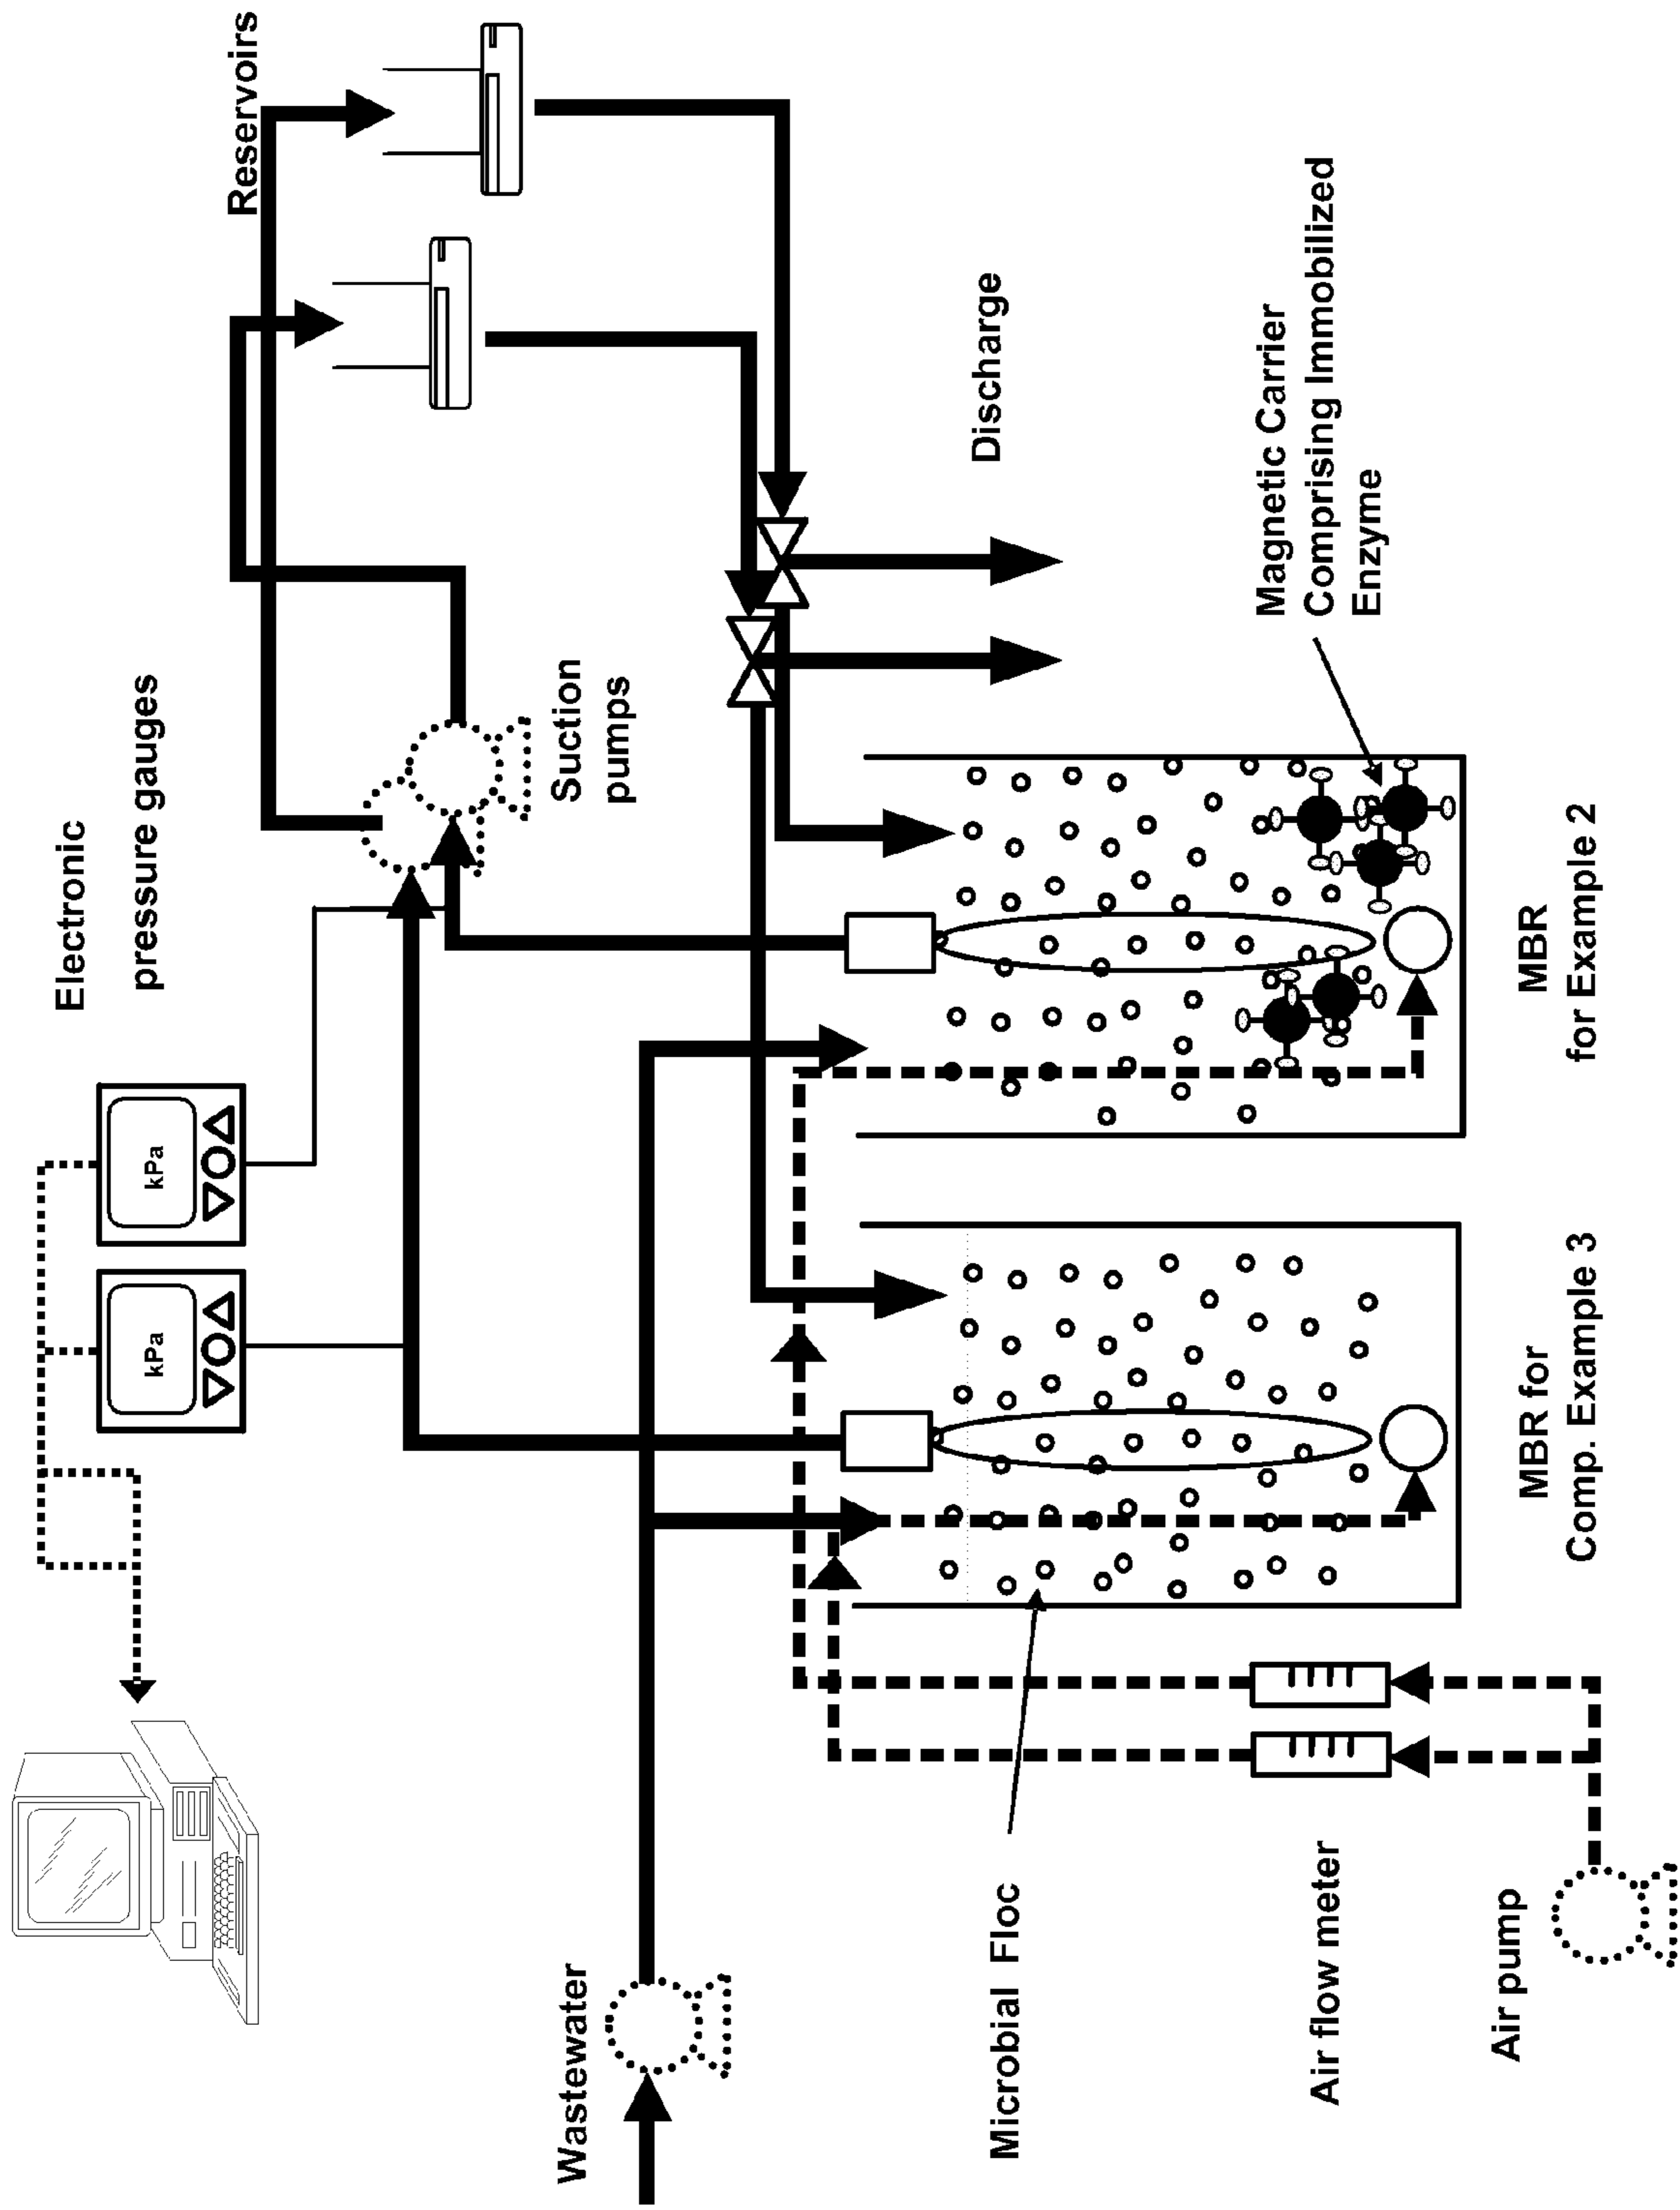 Electronic
pressure gauges
Reservoirs
kPa
kPa
Suction
pumps
Wastewater
Discharge
Microbial Floc
Magnetic Carrier
Comprising Immobilized
Enzyme
Air flow meter
Air pump
MBR for
Comp. Example 3
MBR
for Example 2